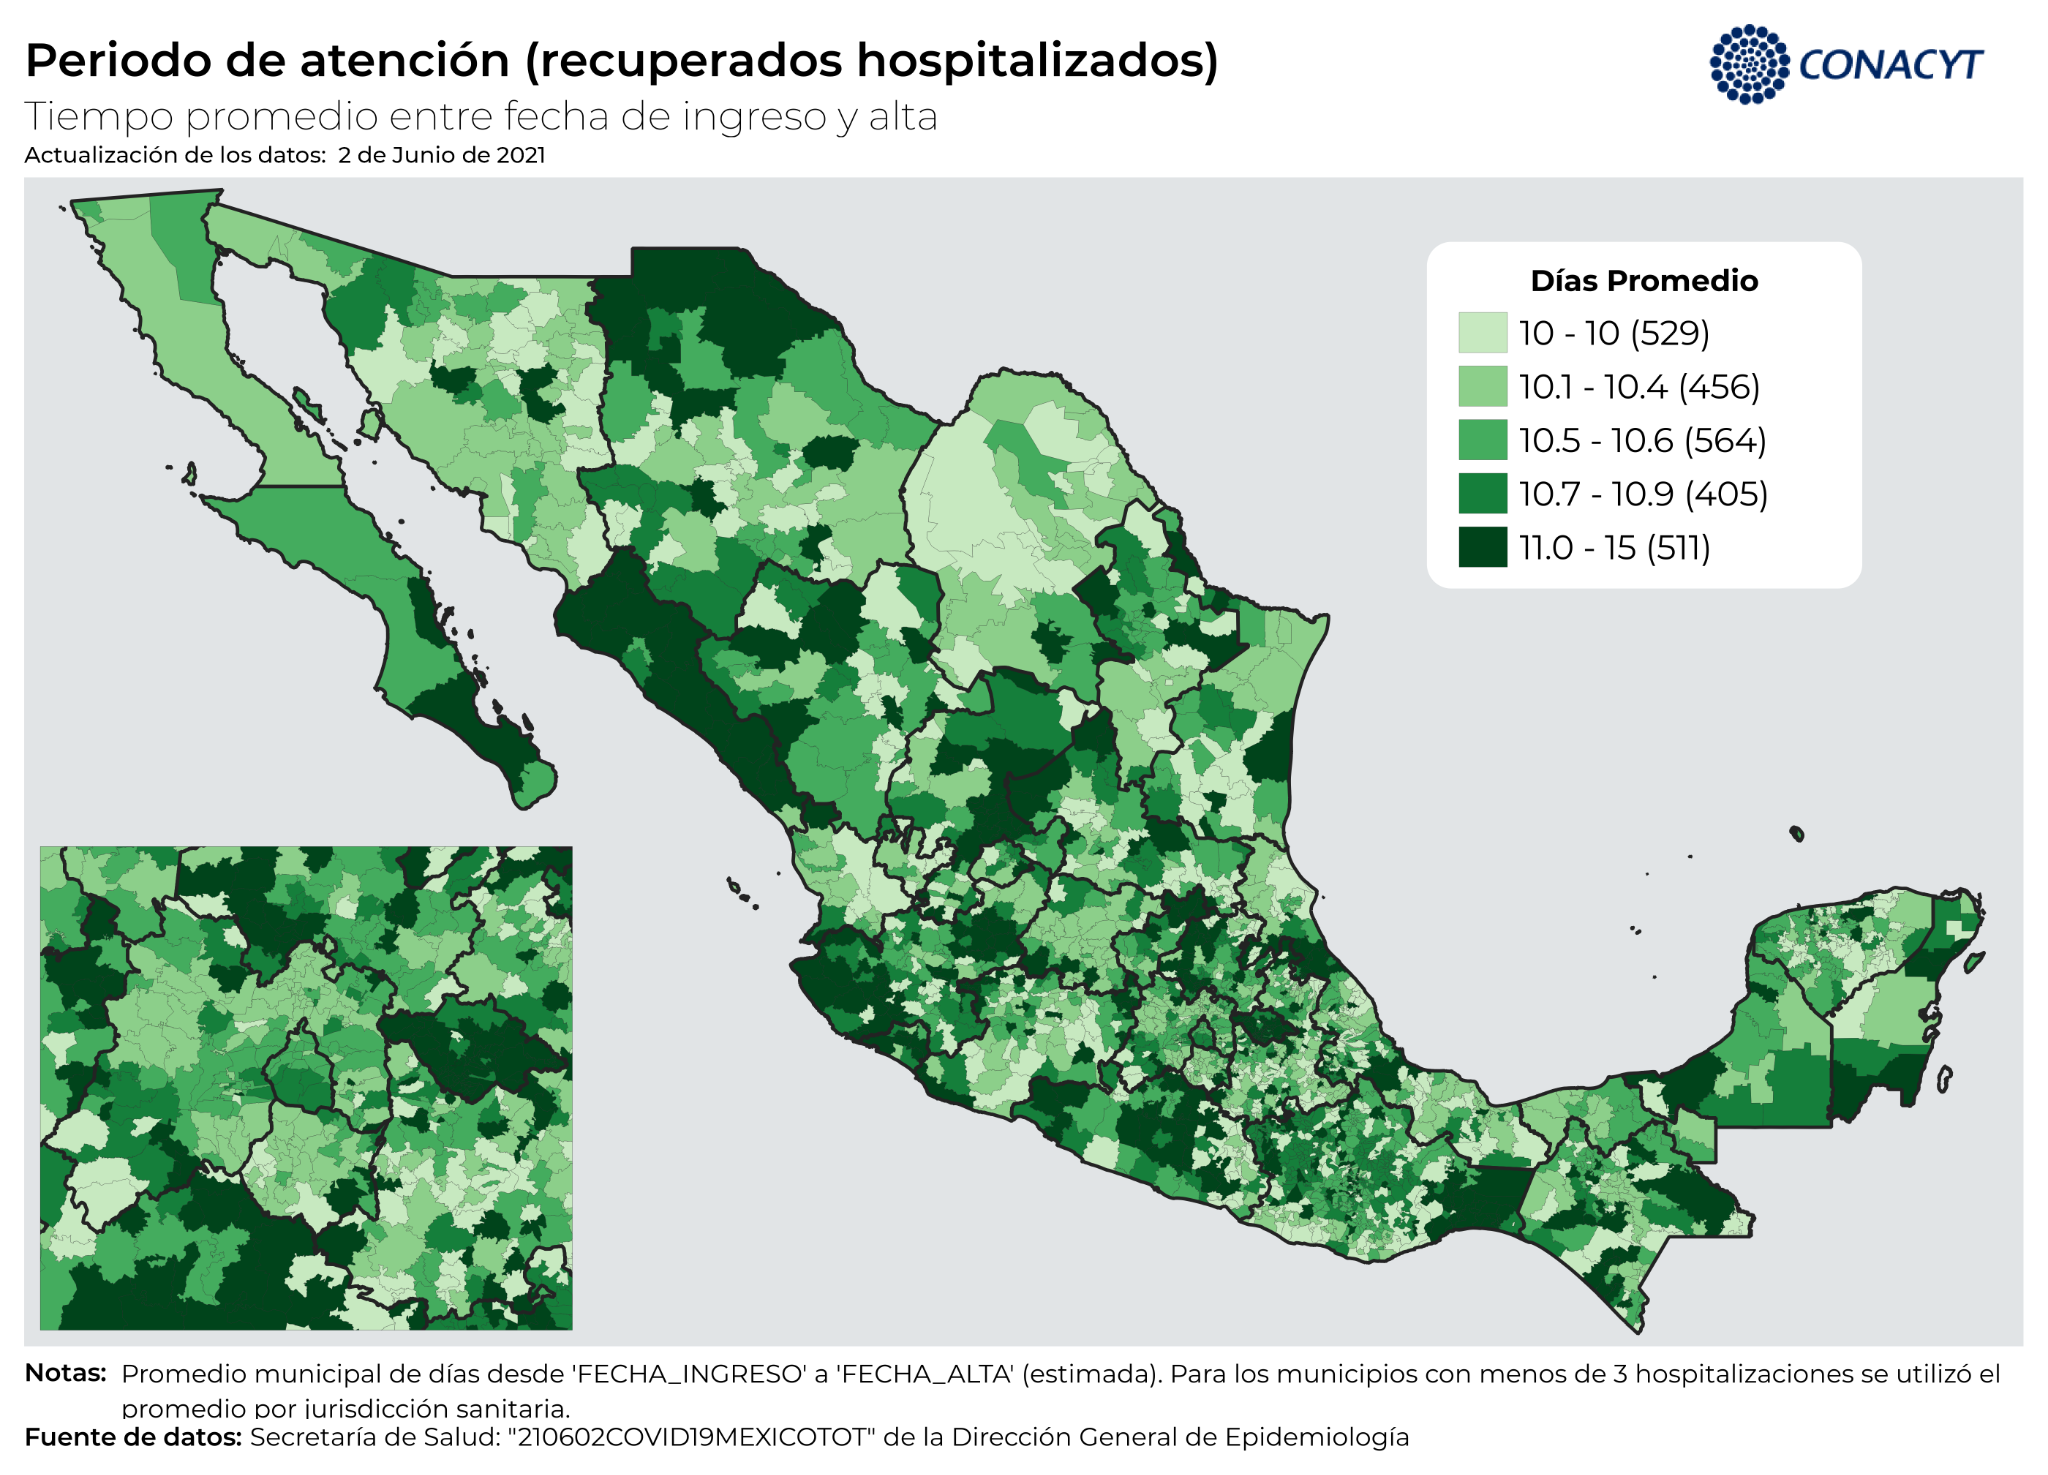 Periodo de atención (recuperados hospitalizados)
Tiempo promedio entre fecha de ingreso y alta
Actualización de los datos: 2 de Junio de 2021
CONACYT
Días Promedio
10 - 10 (529)
10.1 - 10.4 (456)
10.5 - 10.6 (564)
10.7 - 10.9 (405)
11.0 - 15 (511)
Notas: Promedio municipal de días desde 'FECHA_INGRESO' a 'FECHA_ALTA' (estimada). Para los municipios con menos de 3 hospitalizaciones se utilizó el
promedio por jurisdicción sanitaria.
Fuente de datos: Secretaría de Salud: "210602COVID19MEXICOTOT" de la Dirección General de Epidemiología